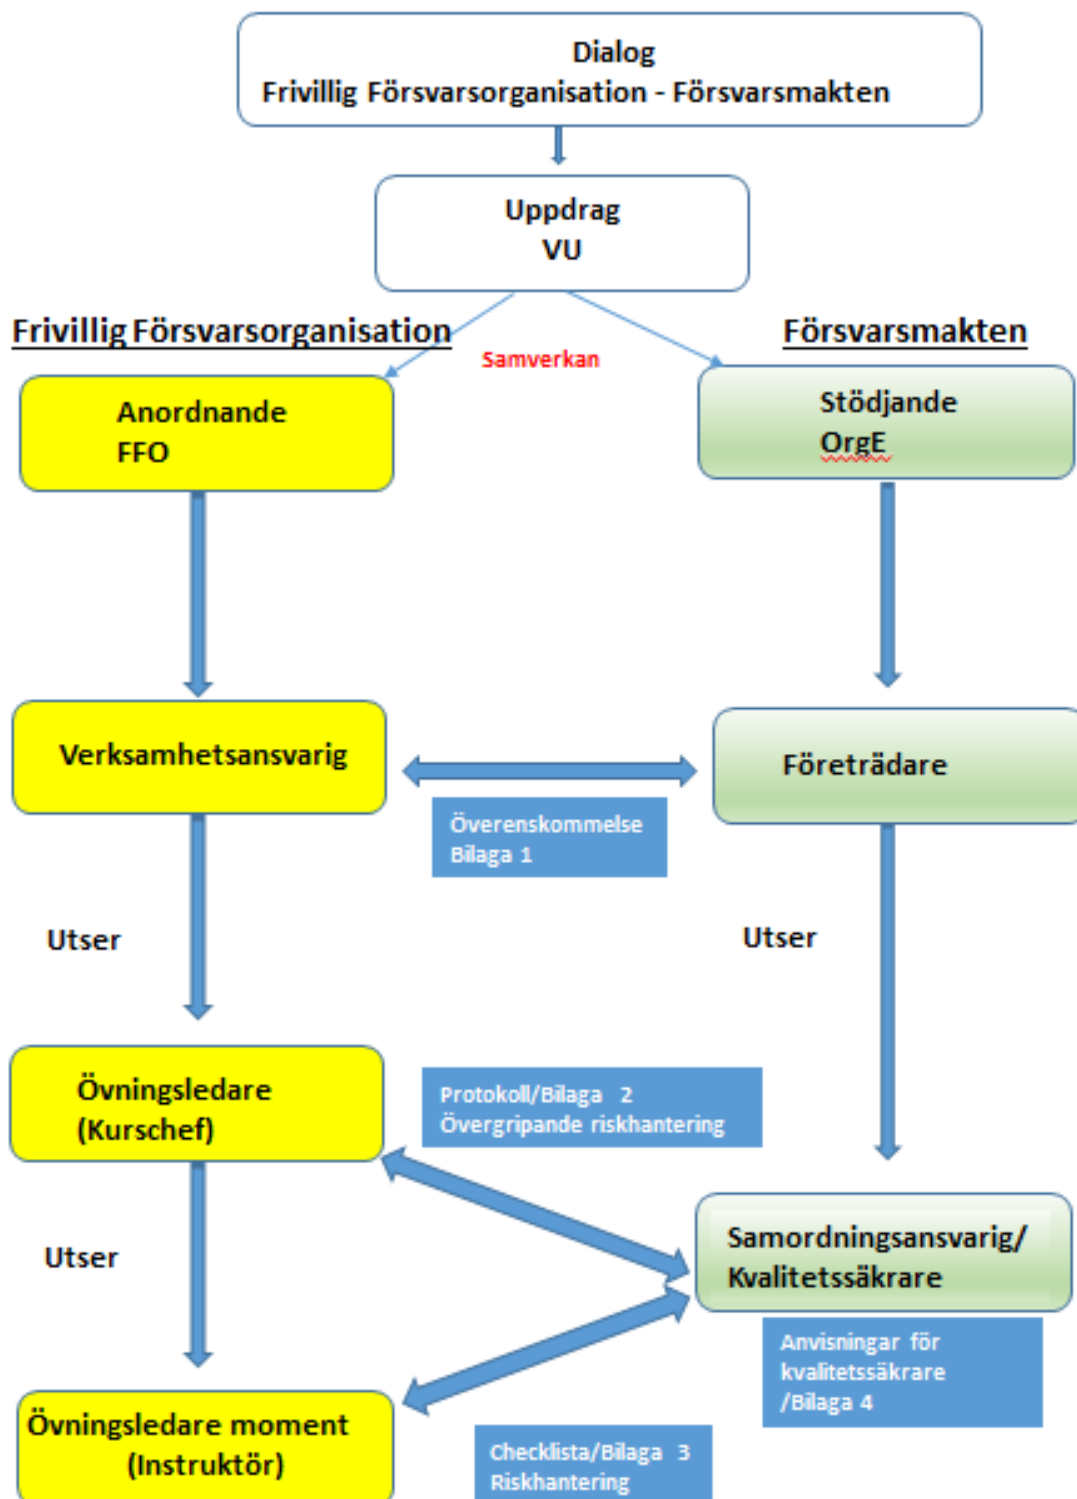 Dialog
Frivillig Försvarsorganisation - Försvarsmakten
Uppdrag
VU
Frivillig Försvarsorganisation
Försvarsmakten
Samverkan
Anordnande
FFO
Stödjande
OrgE
Verksamhetsansvarig
Företrädare
Överenskommelse
Bilaga 1
Utser
Utser
Övningsledare
(Kurschef)
Protokoll/Bilaga 2
Övergripande riskhantering
Utser
Samordningsansvarig/
Kvalitetssäkrare
Anvisningar för
kvalitetssäkrare
/Bilaga 4
Övningsledare moment
(Instruktör)
Checklista/Bilaga 3
Riskhantering